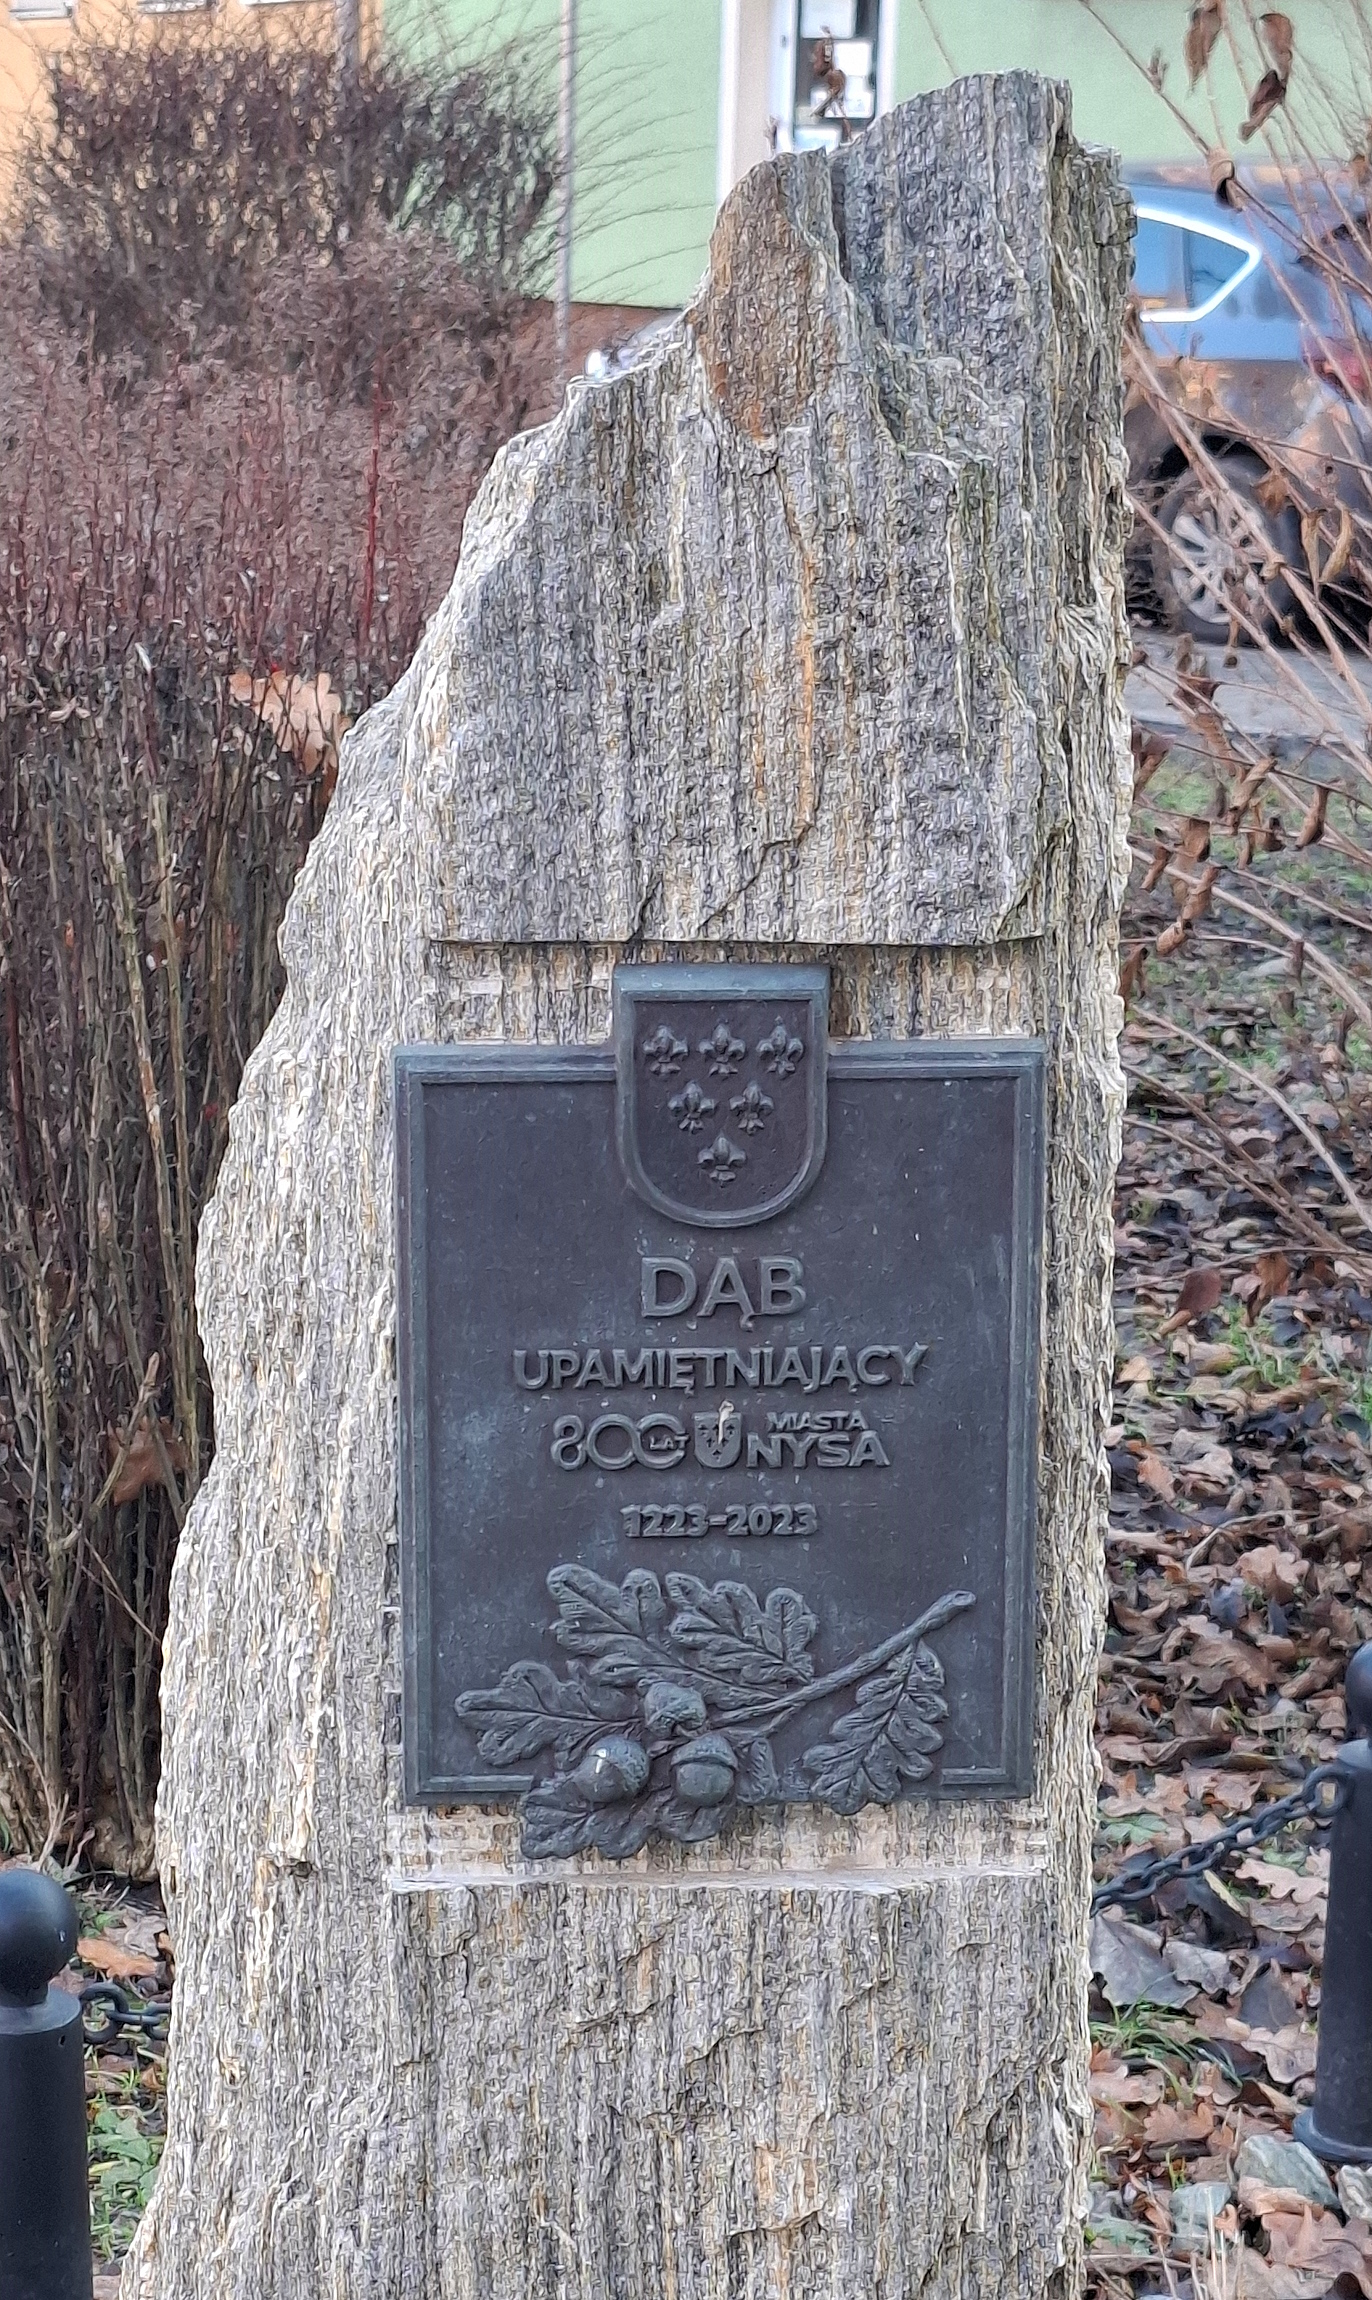 DĄB
UPAMIĘTNIAJĄCY
800 LAT MIASTA NYSA
1223-2023